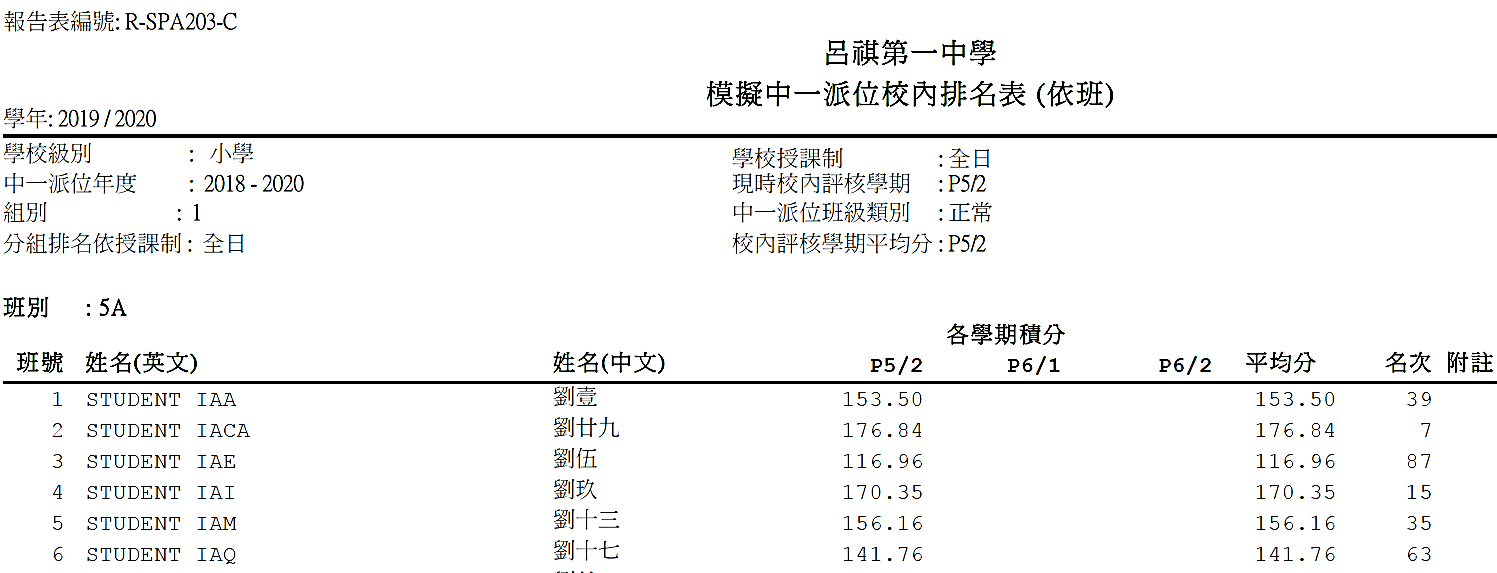 報告表編號: R-SPA203-C
呂祺第一中學
模擬中一派位校內排名表 (依班)
學年: 2019 / 2020
學校級別 : 小學 學校授課制 : 全日
中一派位年度 : 2018 - 2020 現時校內評核學期 : P5/2
組別 : 1 中一派位班級類別 : 正常
分組排名依授課制 : 全日 校內評核學期平均分 : P5/2
班別 : 5A
各學期積分
班號 姓名(英文) 姓名(中文) P5/2 P6/1 P6/2 平均分 名次 附註
1 STUDENT IAA 劉壹 153.50 153.50 39
2 STUDENT IACA 劉廿九 176.84 176.84 7
3 STUDENT IAE 劉伍 116.96 116.96 87
4 STUDENT IAI 劉玖 170.35 170.35 15
5 STUDENT IAM 劉十三 156.16 156.16 35
6 STUDENT IAQ 劉十七 141.76 141.76 63